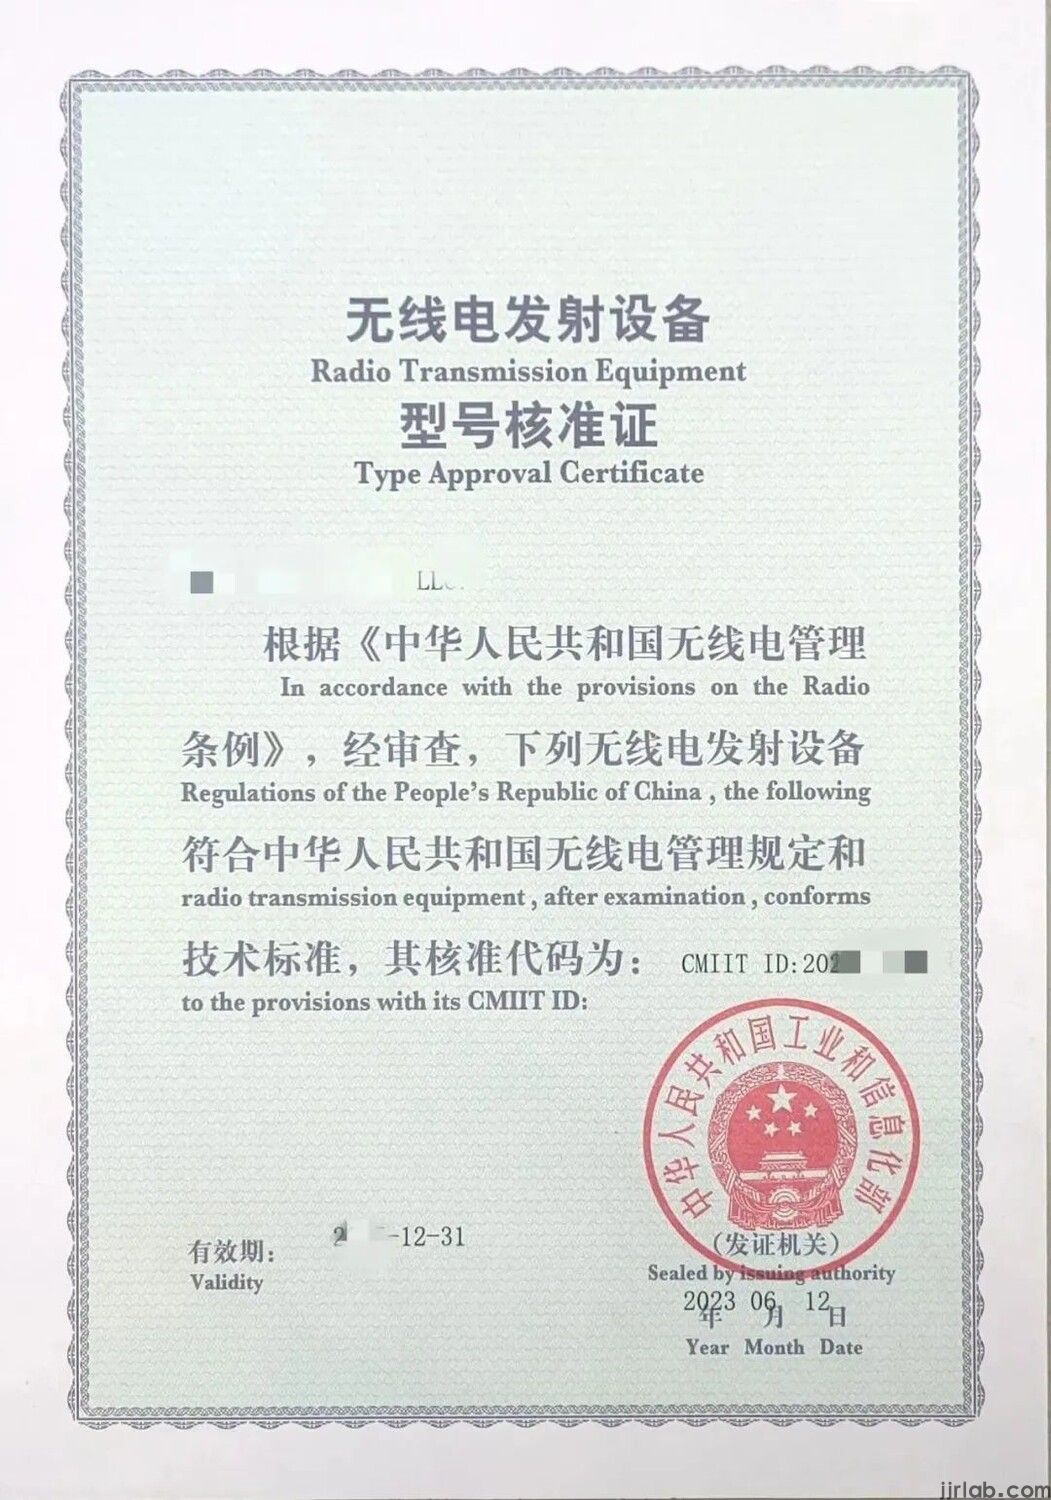 无线电发射设备
Radio Transmission Equipment
型号核准证
Type Approval Certificate
根据《中华人民共和国无线电管理
In accordance with the provisions on the Radio
条例》，经审查，下列无线电发射设备
Regulations of the People's Republic of China , the following
符合中华人民共和国无线电管理规定和
radio transmission equipment , after examination , conforms
技术标准，其核准代码为： CMIIT ID:202
to the provisions with its CMIIT ID:
中华人民共和国工业和信息化部
有效期： -12-31
Validity
（发证机关）
Sealed by issuing authority
2023 06 12
年 月 日
Year Month Date
jjrlab.com